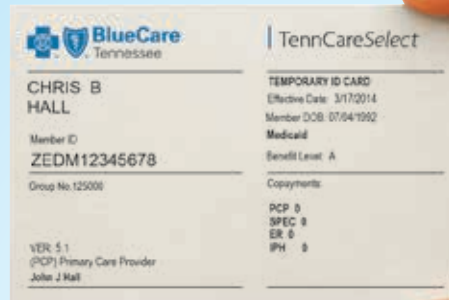 BlueCare
Tennessee
CHRIS B
HALL
Member ID
ZEDM12345678
Group No.125000
VER 5.1
(PCP) Primary Care Provider
John J Hall
TennCareSelect
TEMPORARY ID CARD
Effective Date: 3/17/2014
Member DOB: 07/04/1992
Medicaid
Benefit Level: A
Copayments:
PCP 0
SPEC 0
ER 0
IPH 0